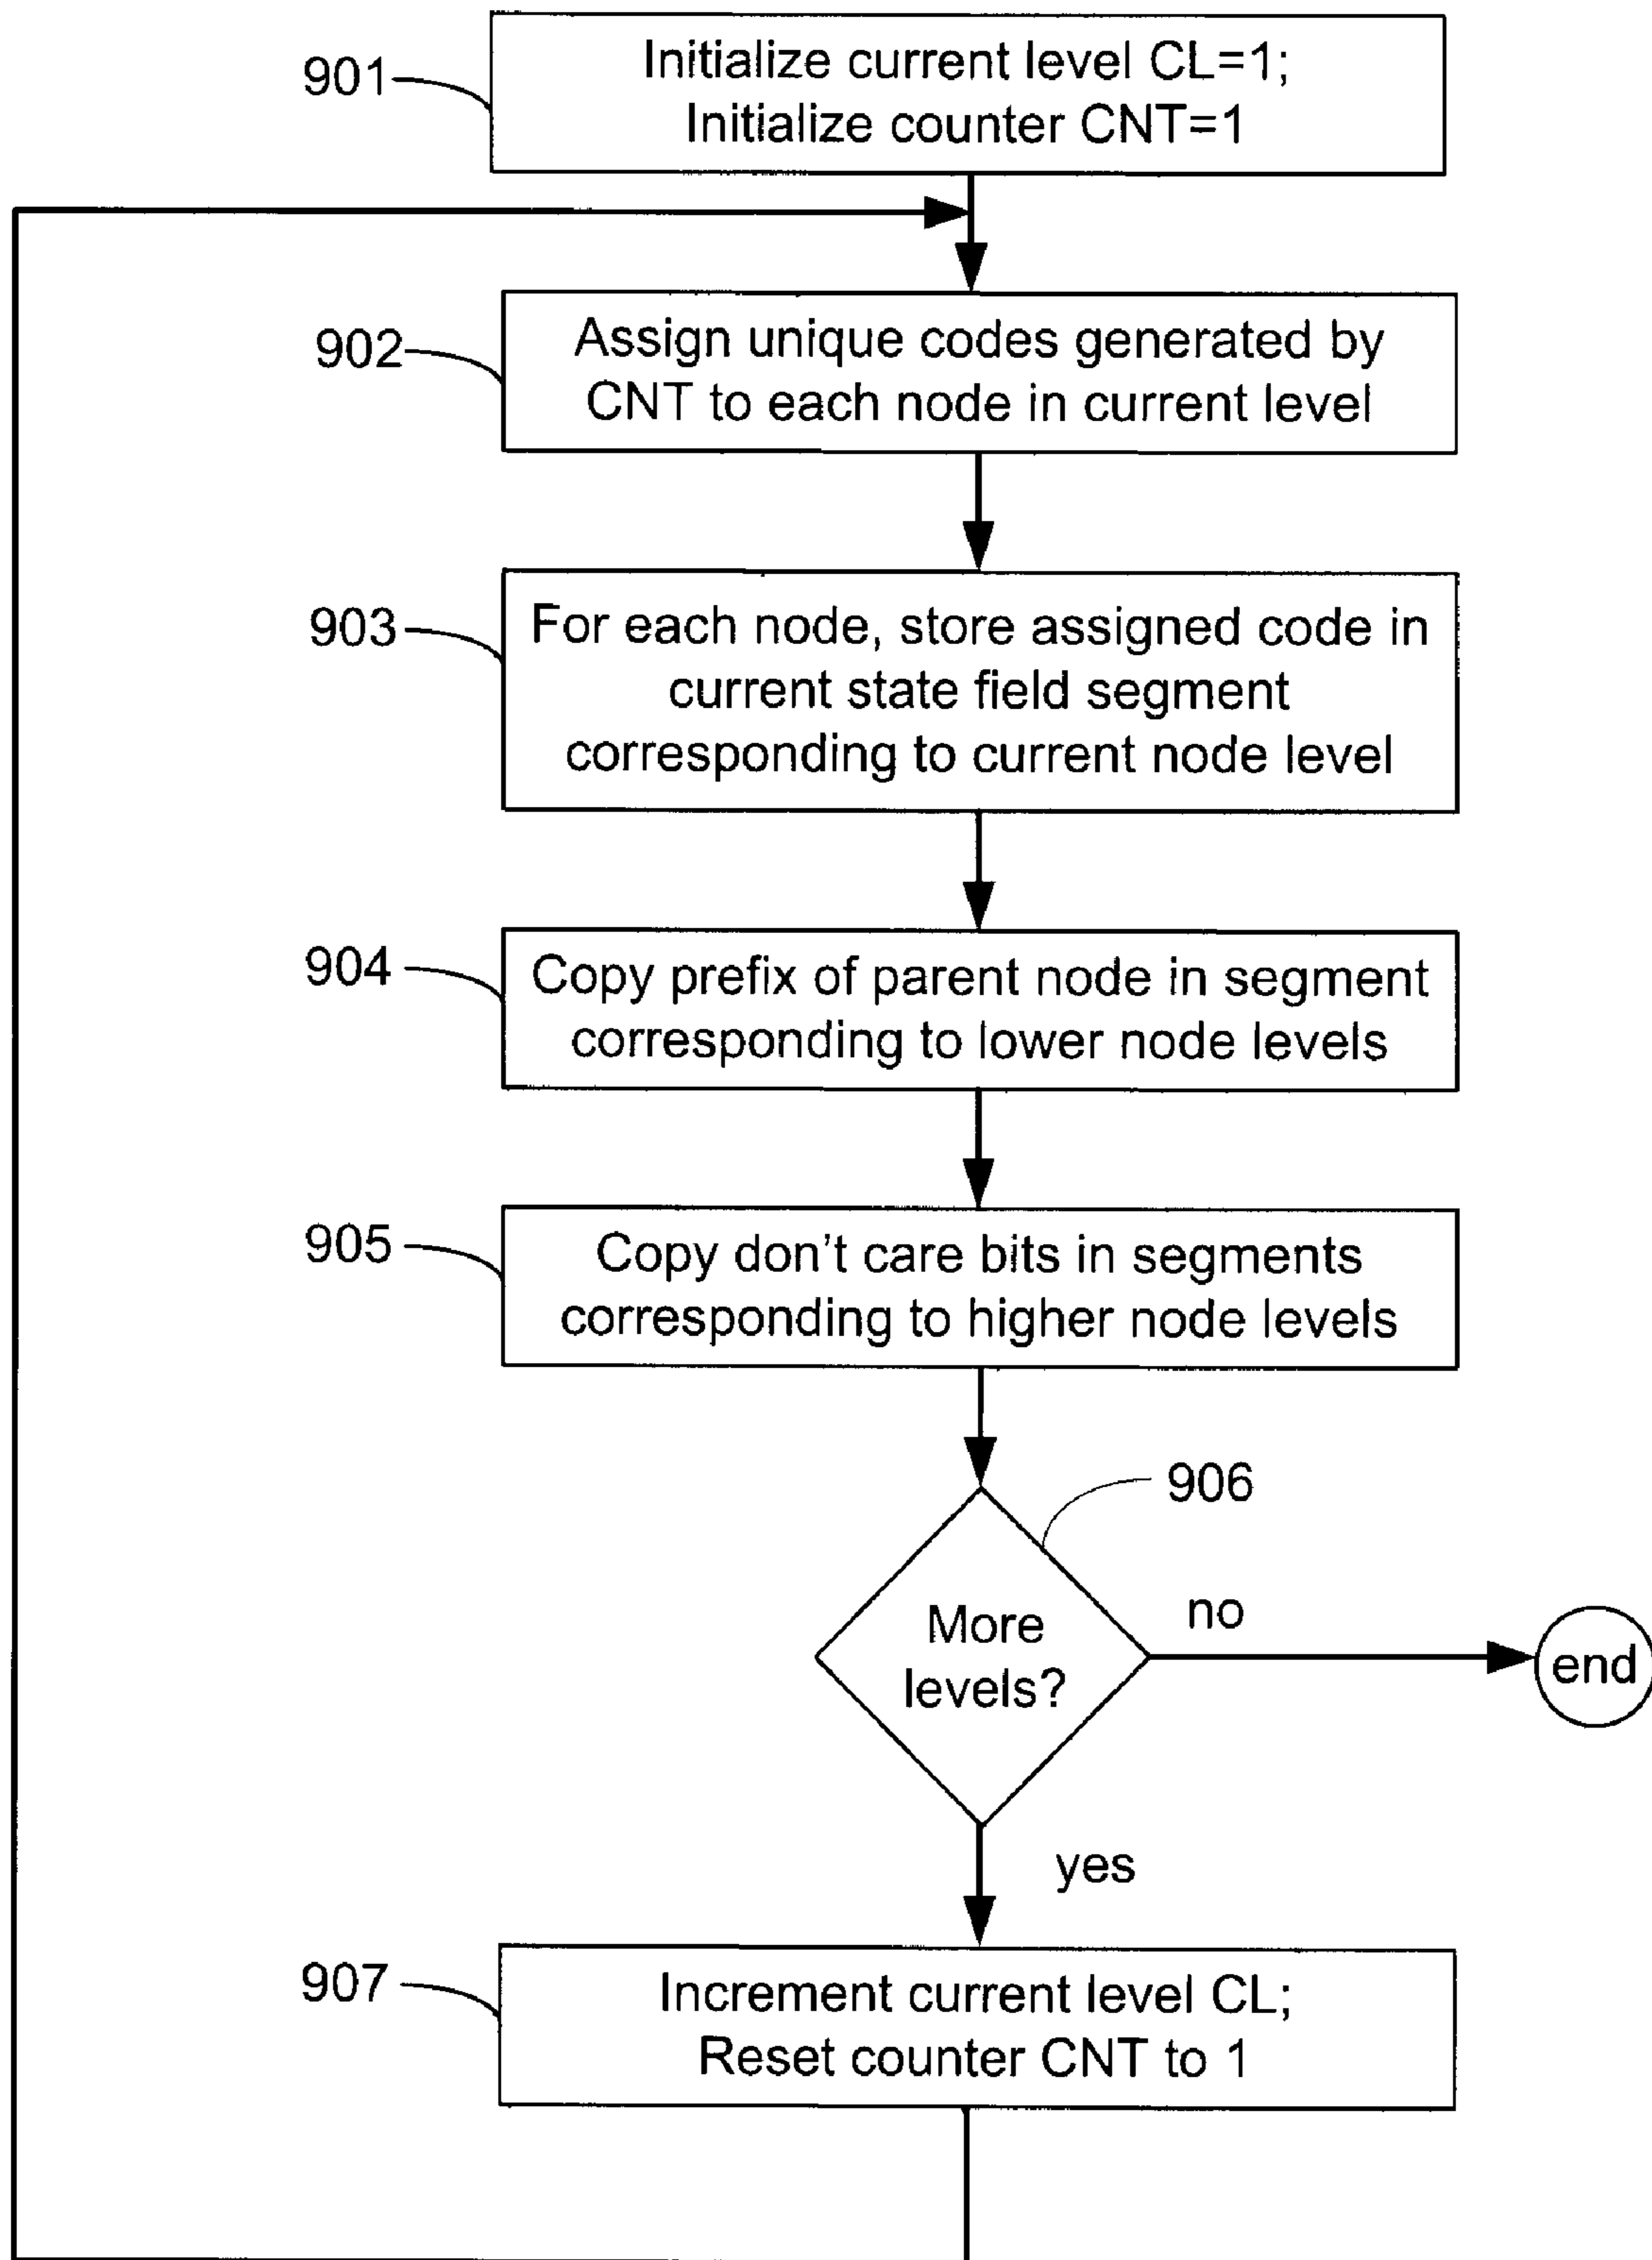 901
Initialize current level CL=1;
Initialize counter CNT=1
902
Assign unique codes generated by
CNT to each node in current level
903
For each node, store assigned code in
current state field segment
corresponding to current node level
904
Copy prefix of parent node in segment
corresponding to lower node levels
905
Copy don't care bits in segments
corresponding to higher node levels
906
More
levels?
no
end
yes
907
Increment current level CL;
Reset counter CNT to 1